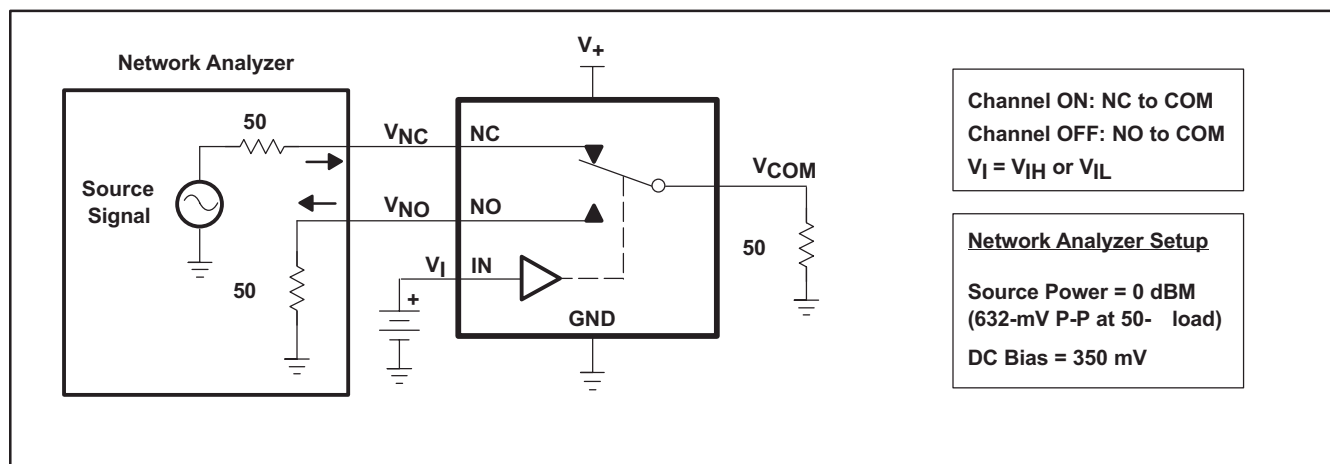 Network Analyzer
50
Source
Signal
50
VNC
VNO
VI
+
NC
NO
IN
V+
GND
VCOM
50
Channel ON: NC to COM
Channel OFF: NO to COM
VI = VIH or VIL
Network Analyzer Setup
Source Power = 0 dBM
(632-mV P-P at 50- load)
DC Bias = 350 mV